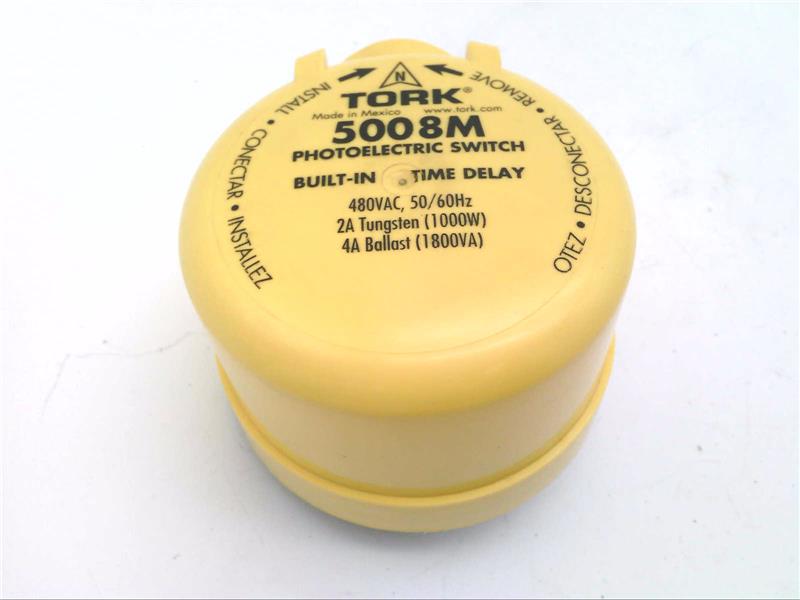 N
TORK®
Made in Mexico www.tork.com
5008M
PHOTOELECTRIC SWITCH
BUILT-IN TIME DELAY
480VAC, 50/60Hz
2A Tungsten (1000W)
4A Ballast (1800VA)
INSTALL • CONECTAR • INSTALLEZ
OTEZ • DESCONECTAR • REMOVE